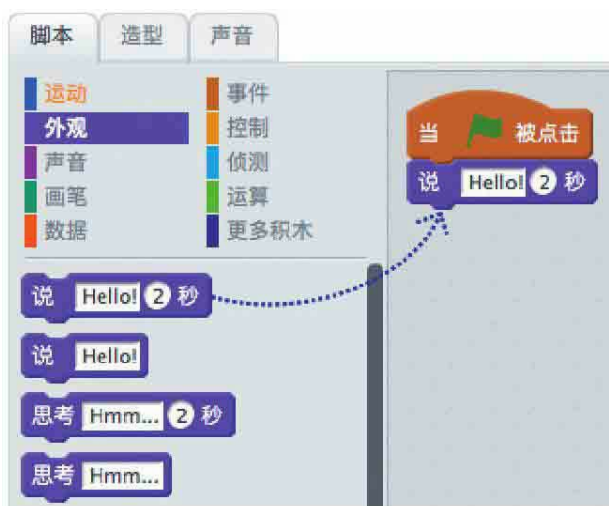 脚本 造型 声音
运动 事件
外观 控制
声音 侦测
画笔 运算
数据 更多积木
当 被点击
说 Hello! 2 秒
说 Hello! 2 秒
说 Hello!
思考 Hmm... 2 秒
思考 Hmm...